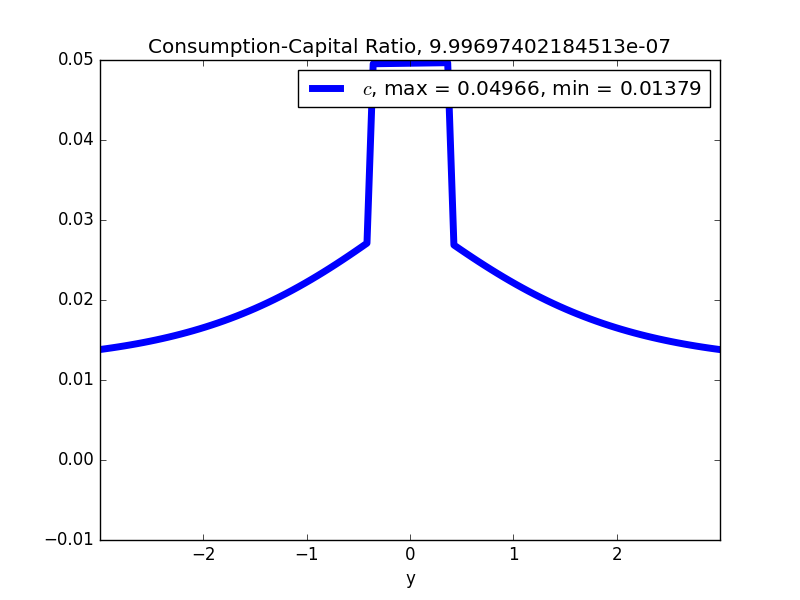 Consumption-Capital Ratio, 9.99697402184513e-07
0.05
c, max = 0.04966, min = 0.01379
0.04
0.03
0.02
0.01
0.00
−0.01
−2 −1 0 1 2
y